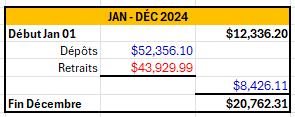 JAN - DÉC 2024
Début Jan 01 $12,336.20
Dépôts $52,356.10
Retraits $43,929.99
$8,426.11
Fin Décembre $20,762.31